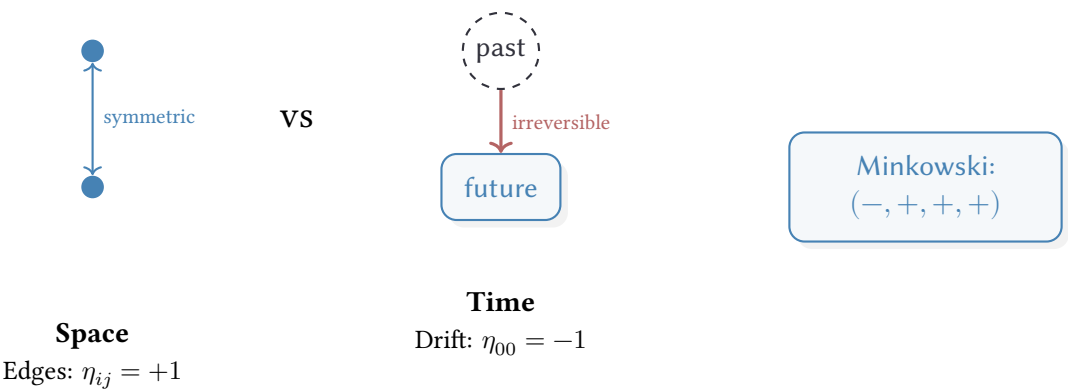 past
symmetric
vs
irreversible
future
Minkowski:
(−, +, +, +)
Time
Drift: η₀₀ = −1
Space
Edges: ηᵢⱼ = +1